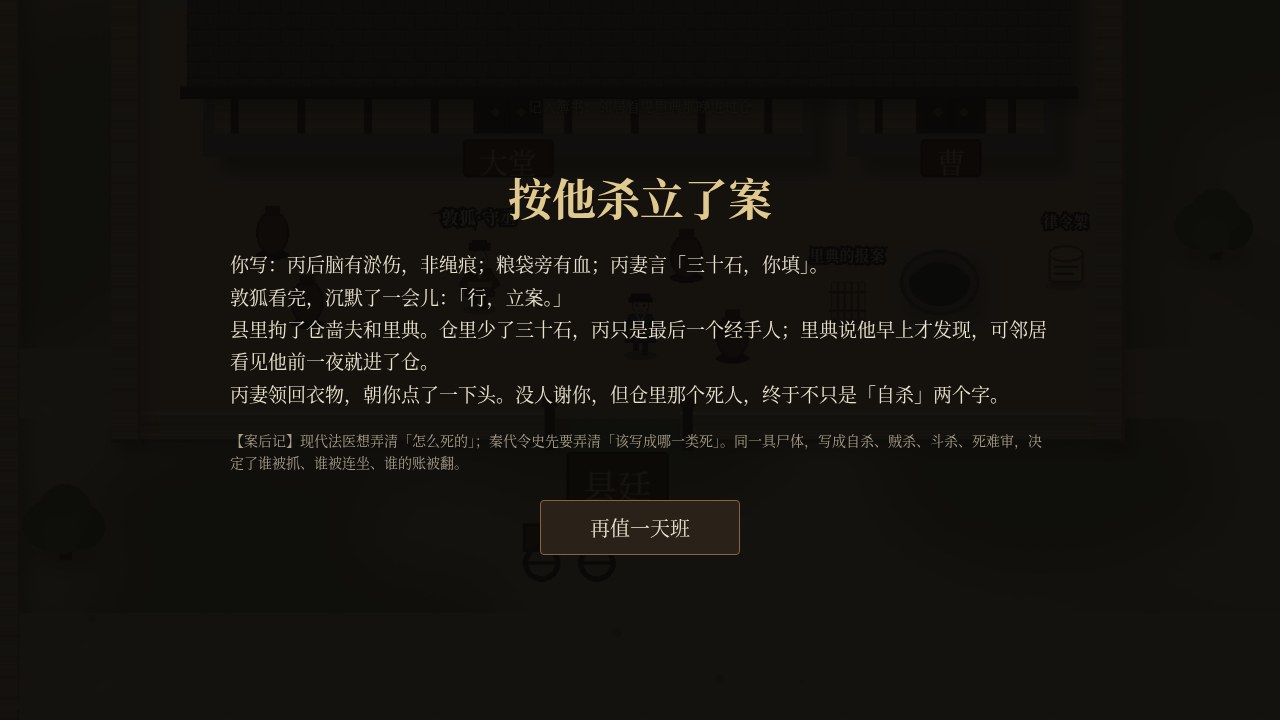 大堂
曹
按他杀立了案
敦狐·守丞
律令架
里典的报案
你写：丙后脑有淤伤，非绳痕；粮袋旁有血；丙妻言「三十石，你填」。
敦狐看完，沉默了一会儿：「行，立案。」
县里拘了仓啬夫和里典。仓里少了三十石，丙只是最后一个经手人；里典说他早上才发现，可邻居
看见他前一夜就进了仓。
丙妻领回衣物，朝你点了一下头。没人谢你，但仓里那个死人，终于不只是「自杀」两个字。
【案后记】现代法医想弄清「怎么死的」；秦代令史先要弄清「该写成哪一类死」。同一具尸体，写成自杀、贼杀、斗杀、死难审，决
定了谁被抓、谁被连坐、谁的账被翻。
县廷
再值一天班